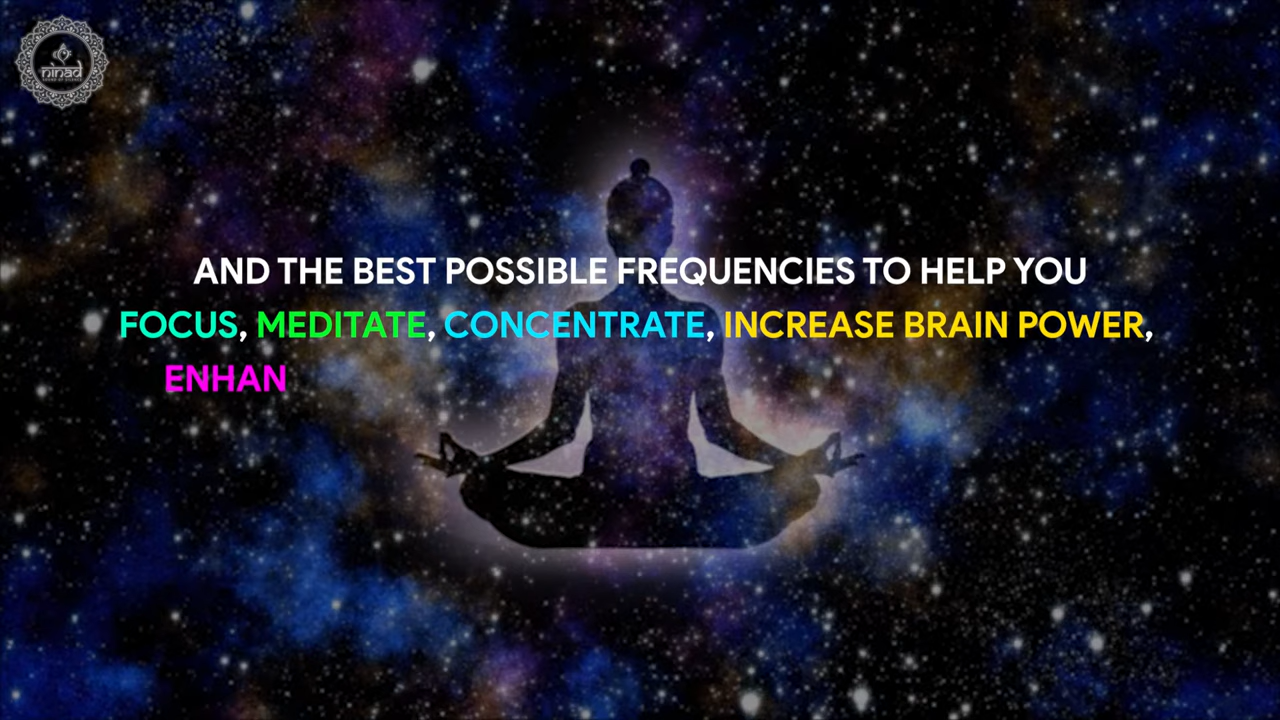 ninad
AND THE BEST POSSIBLE FREQUENCIES TO HELP YOU
FOCUS, MEDITATE, CONCENTRATE, INCREASE BRAIN POWER,
ENHAN